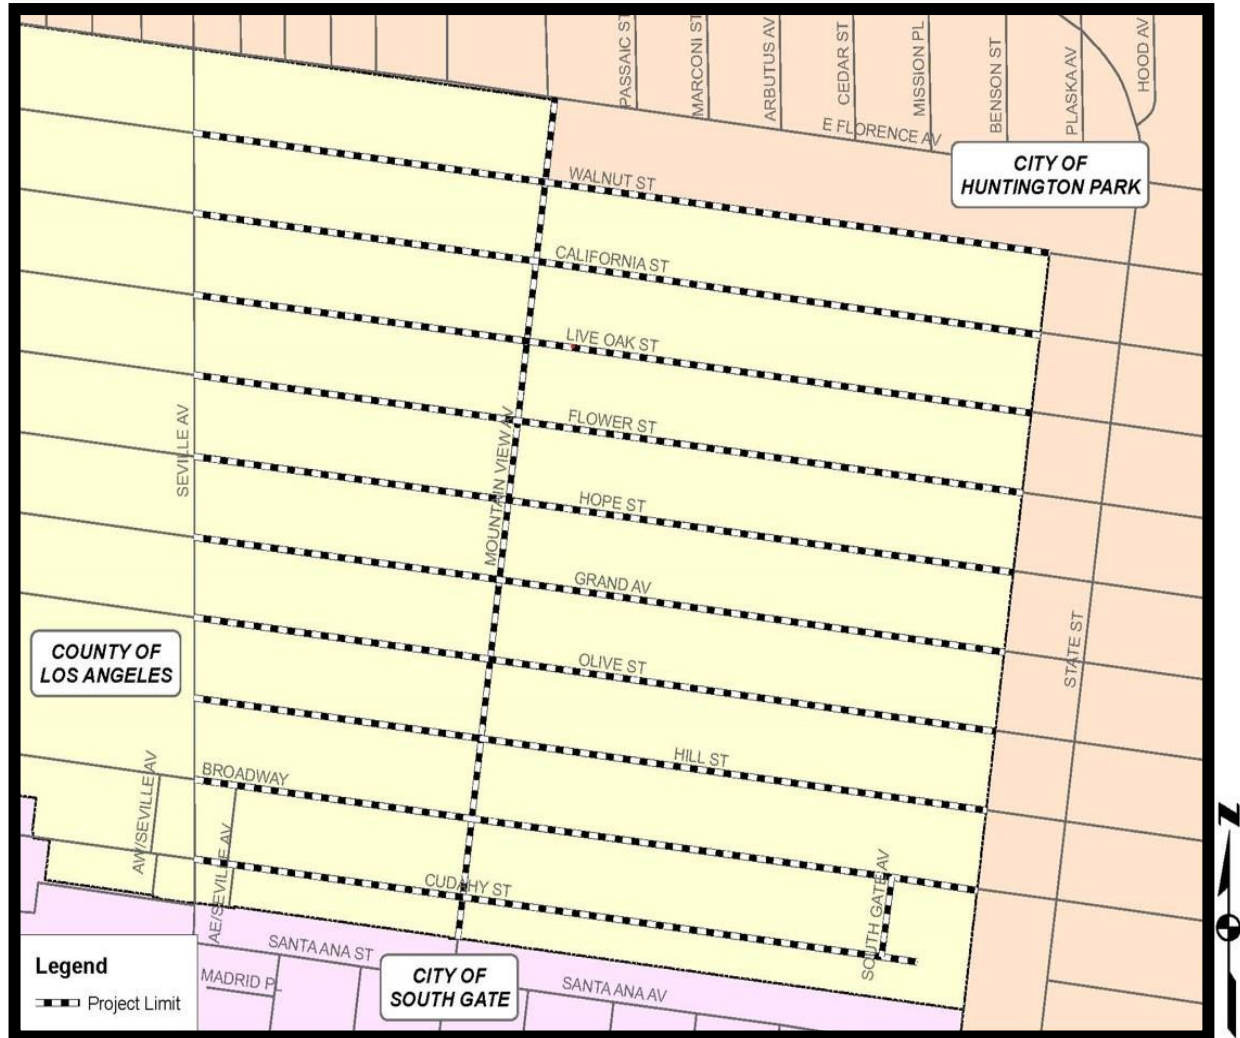 PASSAIC ST
MARCONI ST
ARBUTUS AV
CEDAR ST
MISSION PL
BENSON ST
PLASKA AV
HOOD AV
E FLORENCE AV
CITY OF
HUNTINGTON PARK
WALNUT ST
CALIFORNIA ST
LIVE OAK ST
FLOWER ST
SEVILLE AV
MOUNTAIN VIEW AV
HOPE ST
GRAND AV
COUNTY OF
LOS ANGELES
OLIVE ST
STATE ST
HILL ST
BROADWAY
AW/SEVILLE AV
AE/SEVILLE AV
CUDAHY ST
SOUTH GATE AV
Z
SANTA ANA ST
MADRID PL
CITY OF
SOUTH GATE
SANTA ANA AV
Legend
Project Limit